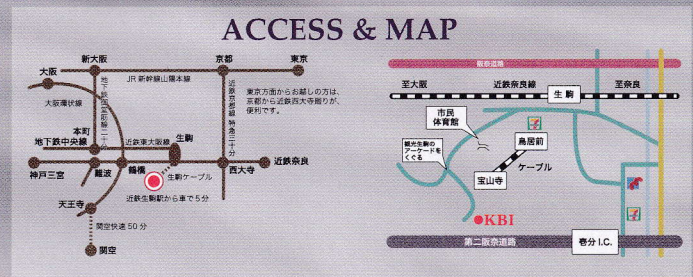 ACCESS & MAP
新大阪
京都
東京
大阪
JR新幹線山陽本線
大阪環状線
地下鉄御堂筋線二十分
近鉄京都線 特急三十分
東京方面からお越しの方は、
京都から近鉄西大寺廻りが、
便利です。
本町
地下鉄中央線
近鉄東大阪線
生駒
神戸三宮
難波
鶴橋
西大寺
近鉄奈良
生駒ケーブル
近鉄生駒駅から車で5分
天王寺
関空快速50分
関空
阪奈道路
至大阪
近鉄奈良線
生駒
至奈良
市民
体育館
鳥居前
観光生駒の
アーケードを
くぐる
ケーブル
宝山寺
KBI
第二阪奈道路
壱分I.C.